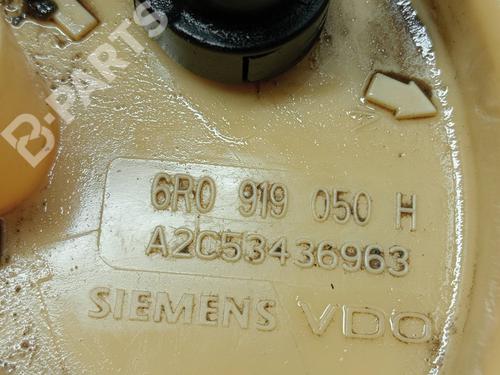 B-PARTS
6R0 919 050 H
A2C53436963
SIEMENS VDO